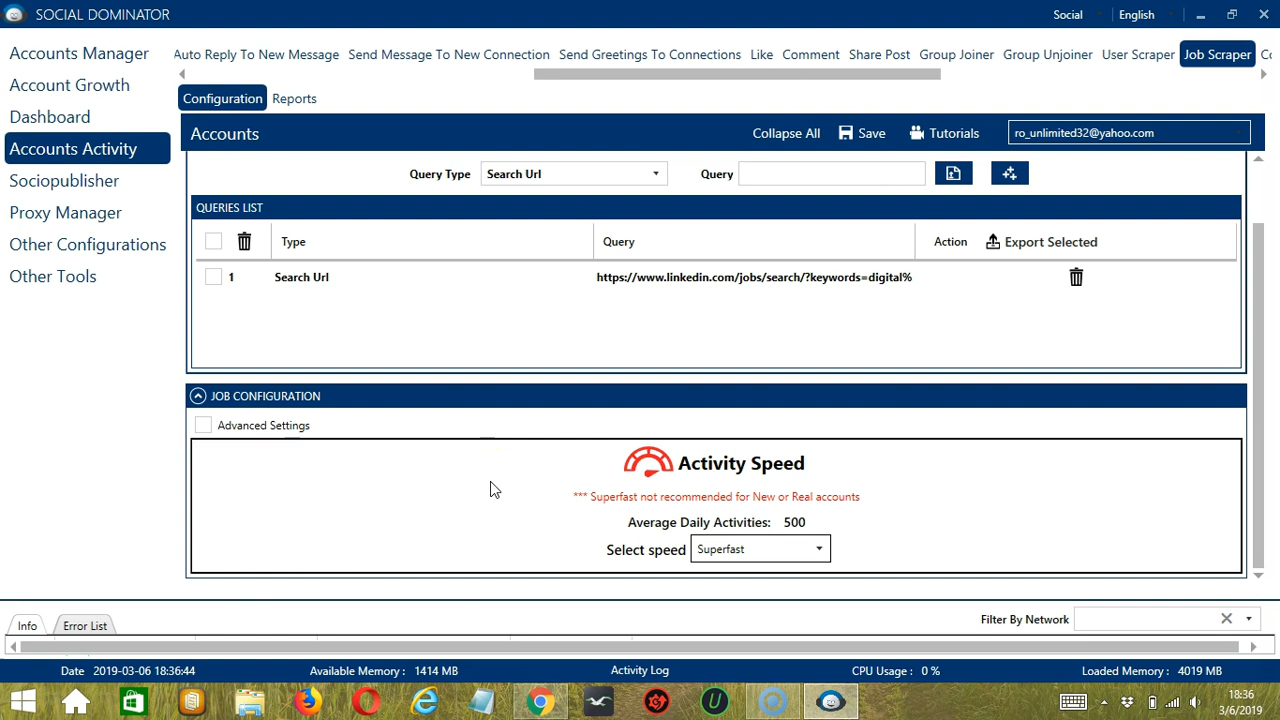 SOCIAL DOMINATOR
Social
English
Accounts Manager
Account Growth
Dashboard
Accounts Activity
Sociopublisher
Proxy Manager
Other Configurations
Other Tools
Auto Reply To New Message
Send Message To New Connection
Send Greetings To Connections
Like
Comment
Share Post
Group Joiner
Group Unjoiner
User Scraper
Job Scraper
Configuration
Reports
Accounts
Collapse All
Save
Tutorials
ro_unlimited32@yahoo.com
Query Type
Search Url
Query
QUERIES LIST
Type
Query
Action
Export Selected
1
Search Url
https://www.linkedin.com/jobs/search/?keywords=digital%
JOB CONFIGURATION
Advanced Settings
Activity Speed
*** Superfast not recommended for New or Real accounts
Average Daily Activities: 500
Select speed
Superfast
Info
Error List
Filter By Network
Date 2019-03-06 18:36:44
Available Memory : 1414 MB
Activity Log
CPU Usage : 0 %
Loaded Memory : 4019 MB
18:36
3/6/2019